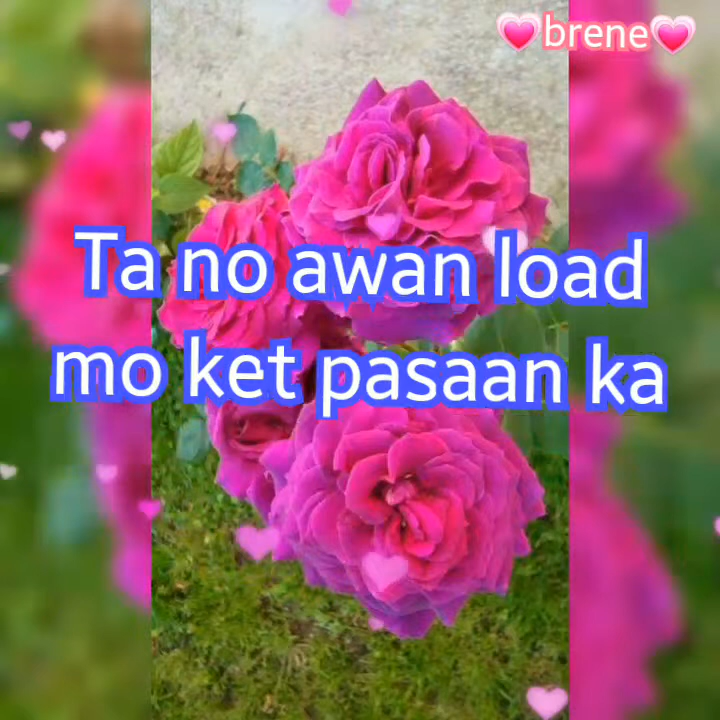 💗brene💗
Ta no awan load
mo ket pasaan ka